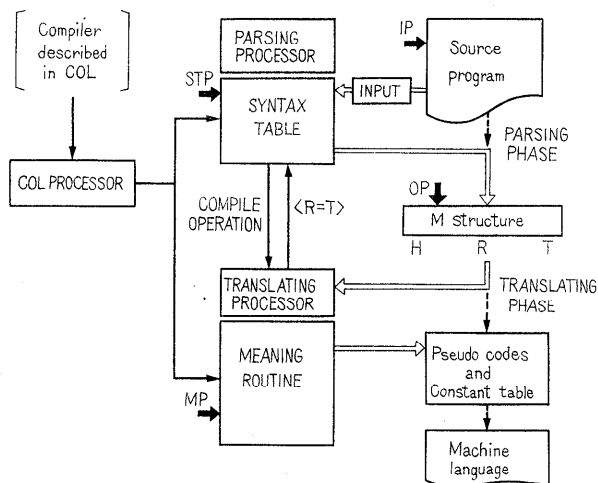 Compiler
described
in COL
COL PROCESSOR
PARSING
PROCESSOR
STP
SYNTAX
TABLE
INPUT
IP
Source
program
PARSING
PHASE
COMPILE
OPERATION
<R=T>
OP
M structure
H R T
TRANSLATING
PROCESSOR
TRANSLATING
PHASE
MEANING
ROUTINE
MP
Pseudo codes
and
Constant table
Machine
language